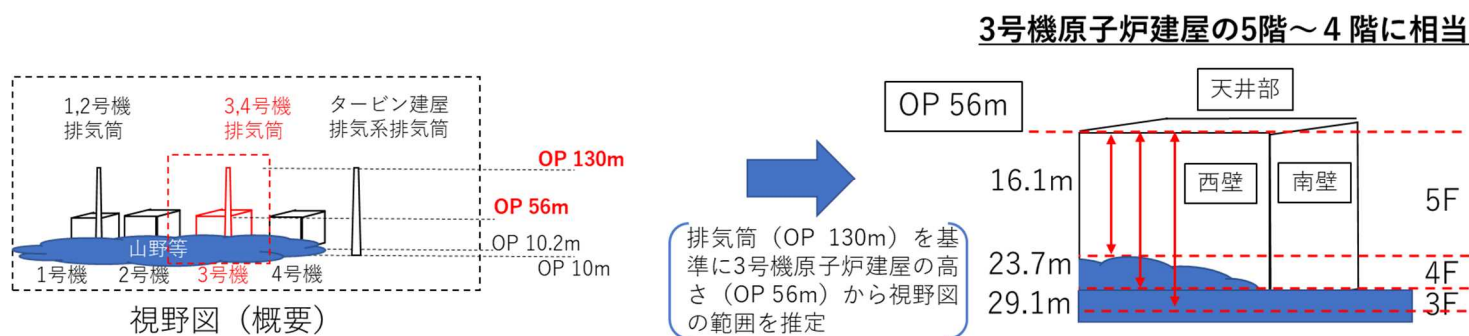 3号機原子炉建屋の5階～４階に相当
1,2号機
排気筒
3,4号機
排気筒
タービン建屋
排気系排気筒
OP 130m
OP 56m
山野等
OP 10.2m
OP 10m
1号機
2号機
3号機
4号機
視野図（概要）
排気筒（OP 130m）を基
準に3号機原子炉建屋の高
さ（OP 56m）から視野図
の範囲を推定
OP 56m
天井部
16.1m
西壁
南壁
5F
23.7m
4F
29.1m
3F